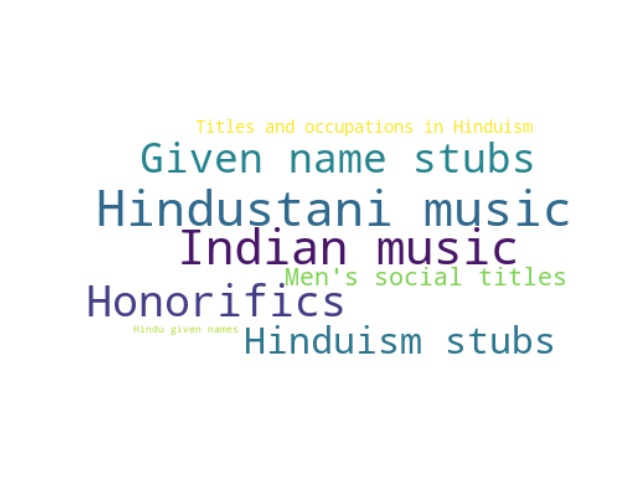 Titles and occupations in Hinduism
Given name stubs
Hindustani music
Indian music
Men's social titles
Honorifics
Hindu given names
Hinduism stubs